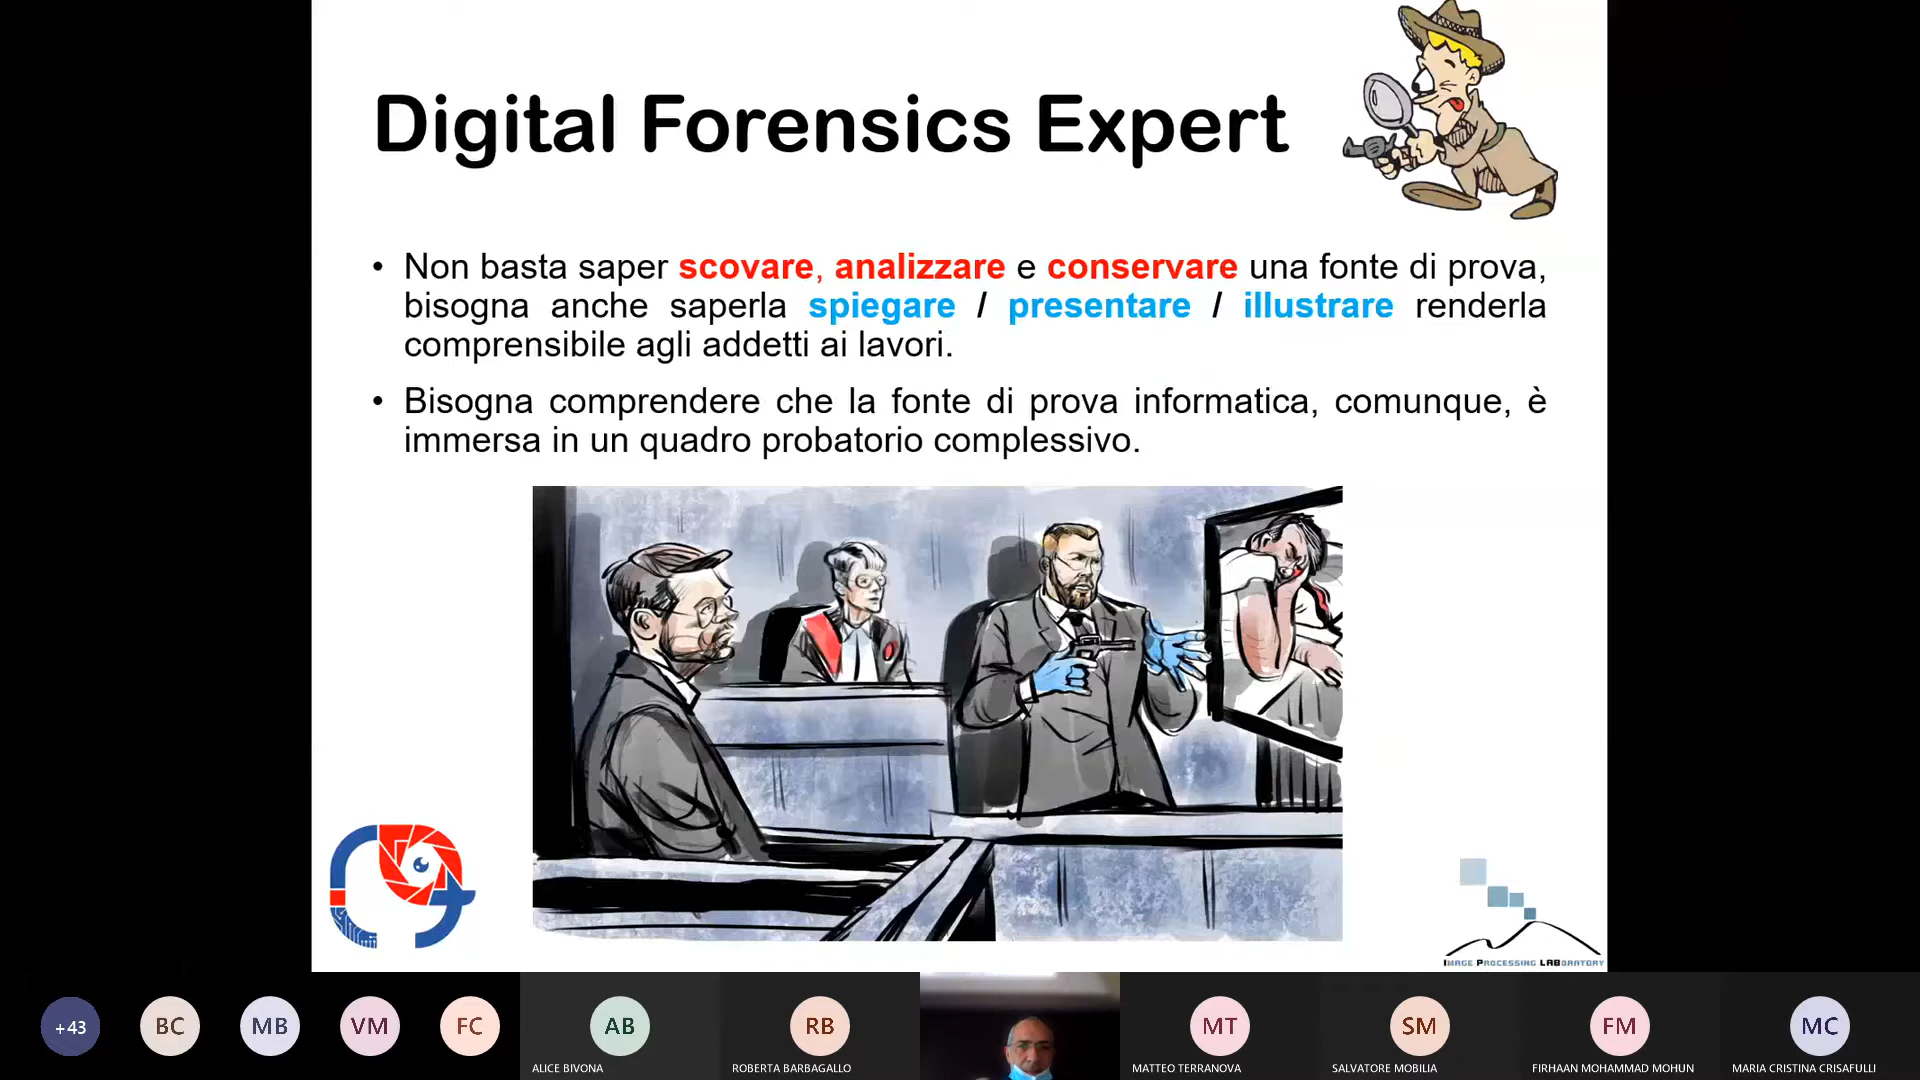 Digital Forensics Expert
• Non basta saper scovare, analizzare e conservare una fonte di prova,
bisogna anche saperla spiegare / presentare / illustrare renderla
comprensibile agli addetti ai lavori.
• Bisogna comprendere che la fonte di prova informatica, comunque, è
immersa in un quadro probatorio complessivo.
IMAGE PROCESSING LABORATORY
+43
BC
MB
VM
FC
AB
RB
MT
SM
FM
MC
ALICE BIVONA
ROBERTA BARBAGALLO
MATTEO TERRANOVA
SALVATORE MOBILIA
FIRHAAN MOHAMMAD MOHUN
MARIA CRISTINA CRISAFULLI